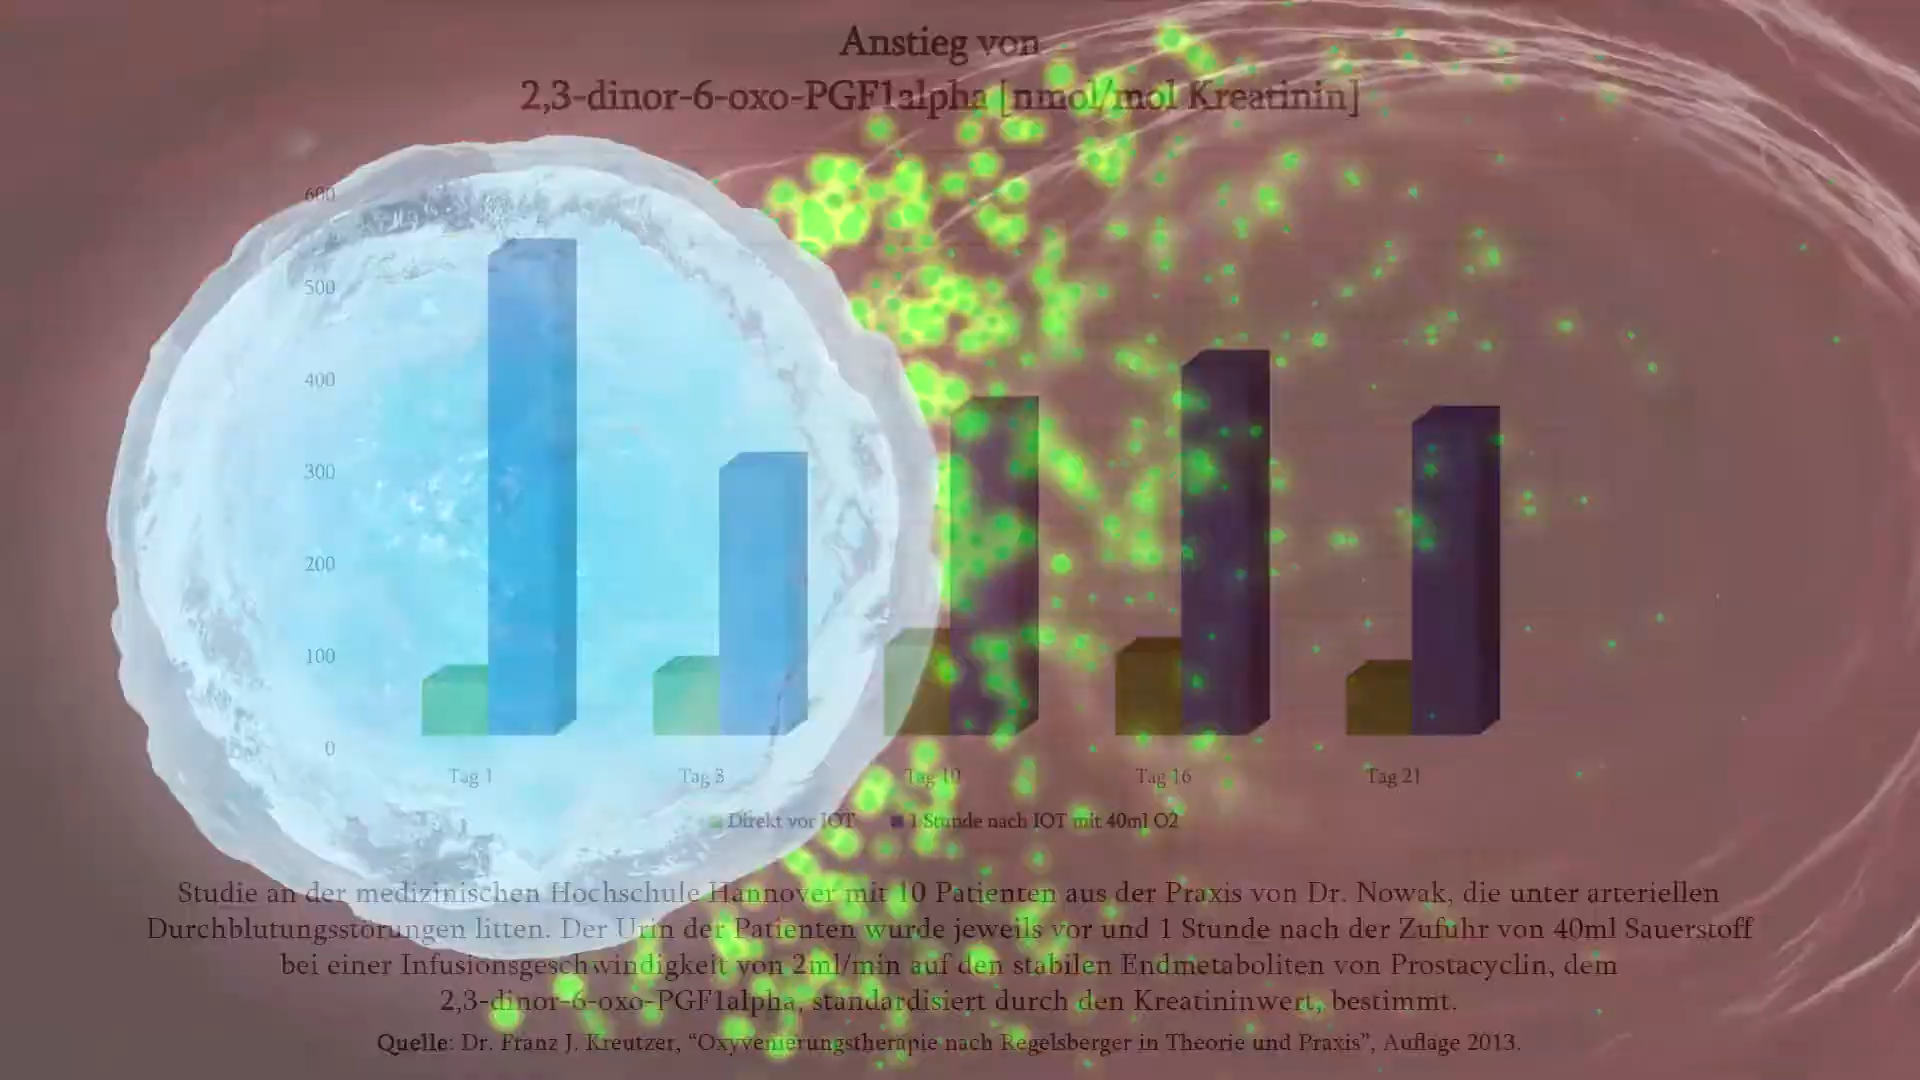 Anstieg von
2,3-dinor-6-oxo-PGF1alpha [nmol/mol Kreatinin]
600
500
400
300
200
100
0
Tag 1 Tag 3 Tag 10 Tag 16 Tag 21
Direkt vor IOT 1 Stunde nach IOT mit 40ml O2
Studie an der medizinischen Hochschule Hannover mit 10 Patienten aus der Praxis von Dr. Nowak, die unter arteriellen
Durchblutungsstörungen litten. Der Urin der Patienten wurde jeweils vor und 1 Stunde nach der Zufuhr von 40ml Sauerstoff
bei einer Infusionsgeschwindigkeit von 2ml/min auf den stabilen Endmetaboliten von Prostacyclin, dem
2,3-dinor-6-oxo-PGF1alpha, standardisiert durch den Kreatininwert, bestimmt.
Quelle: Dr. Franz J. Kreutzer, “Oxyvenierungstherapie nach Regelsberger in Theorie und Praxis”, Auflage 2013.